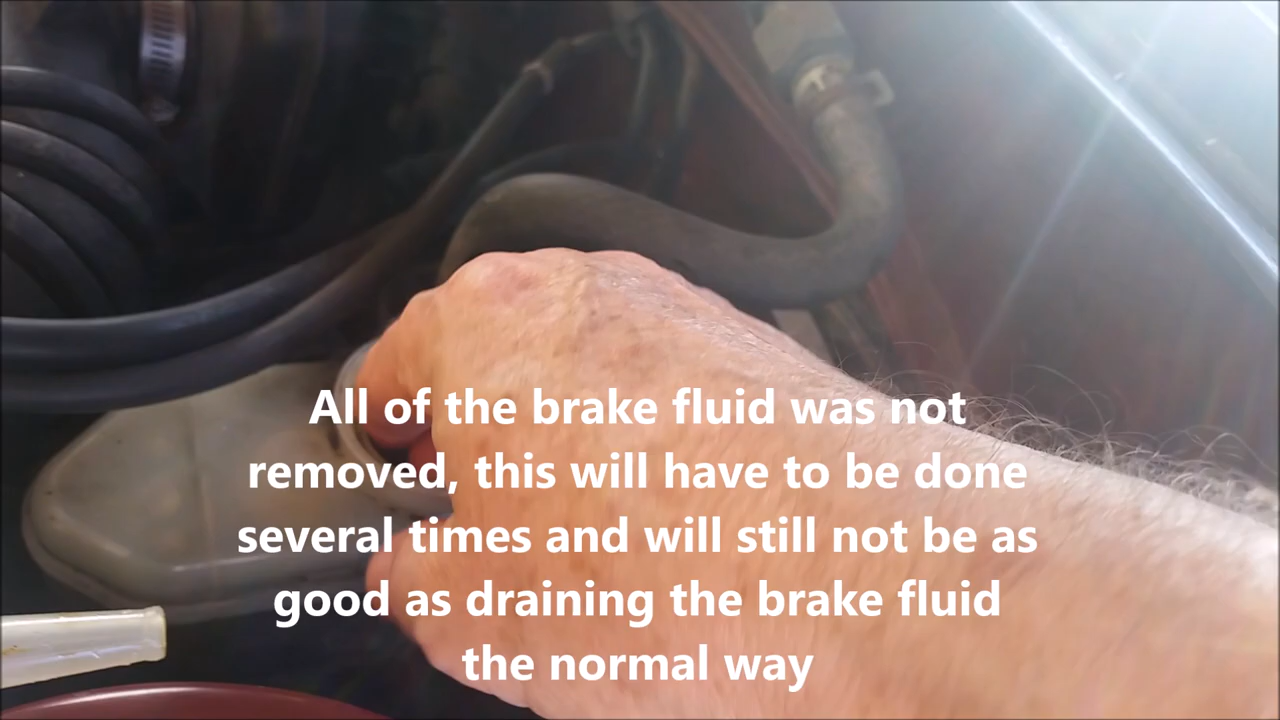 All of the brake fluid was not
removed, this will have to be done
several times and will still not be as
good as draining the brake fluid
the normal way